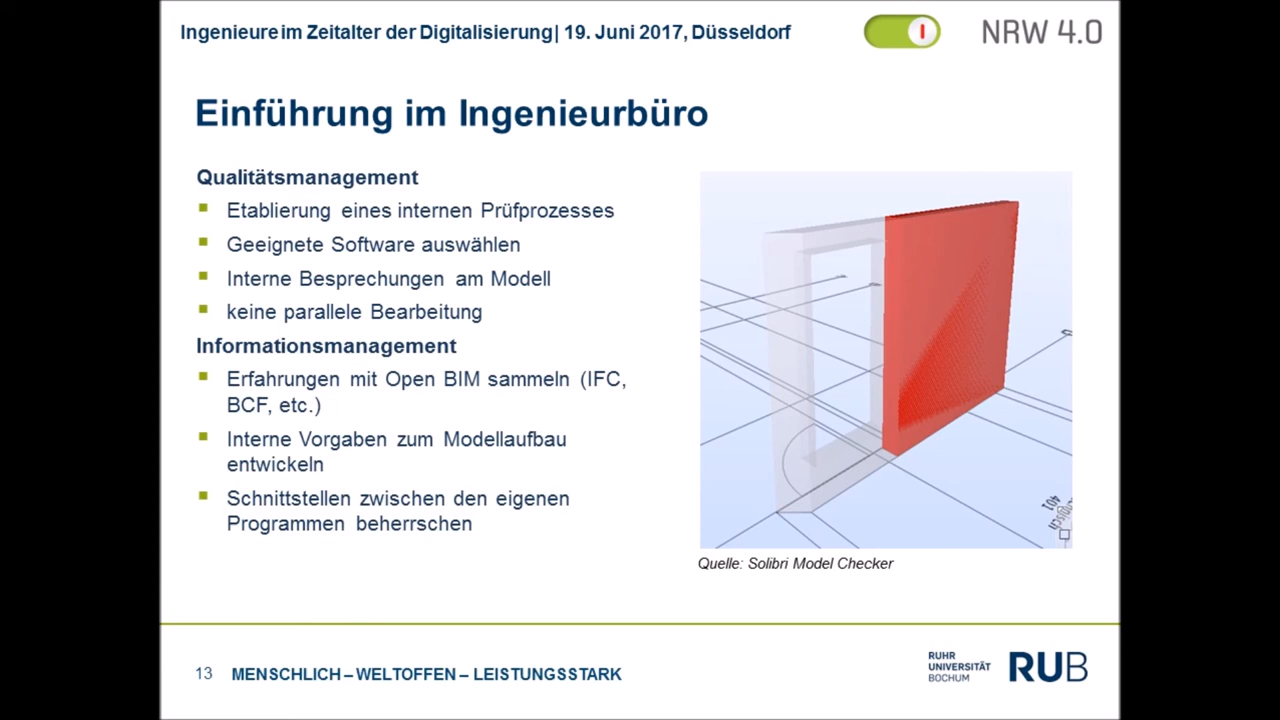 Ingenieure im Zeitalter der Digitalisierung| 19. Juni 2017, Düsseldorf
NRW 4.0
Einführung im Ingenieurbüro
Qualitätsmanagement
Etablierung eines internen Prüfprozesses
Geeignete Software auswählen
Interne Besprechungen am Modell
keine parallele Bearbeitung
Informationsmanagement
Erfahrungen mit Open BIM sammeln (IFC,
BCF, etc.)
Interne Vorgaben zum Modellaufbau
entwickeln
Schnittstellen zwischen den eigenen
Programmen beherrschen
401
Quelle: Solibri Model Checker
13 MENSCHLICH – WELTOFFEN – LEISTUNGSSTARK
RUHR
UNIVERSITÄT
BOCHUM
RUB